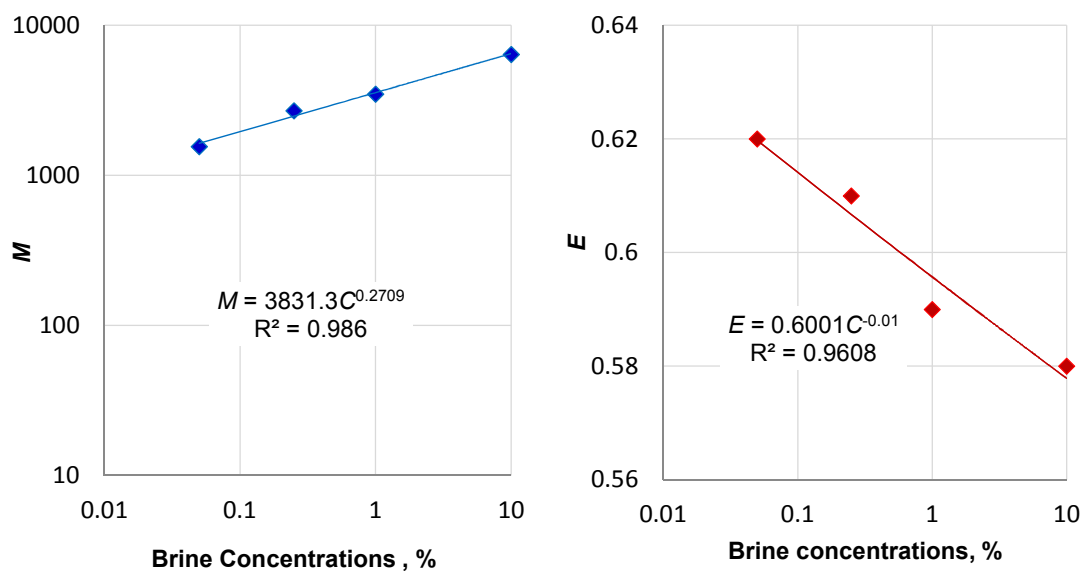 10000
1000
100
10
0.01 0.1 1 10
M
M = 3831.3C^0.2709
R² = 0.986
Brine Concentrations , %
0.64
0.62
0.6
0.58
0.56
0.01 0.1 1 10
E
E = 0.6001C^-0.01
R² = 0.9608
Brine concentrations, %